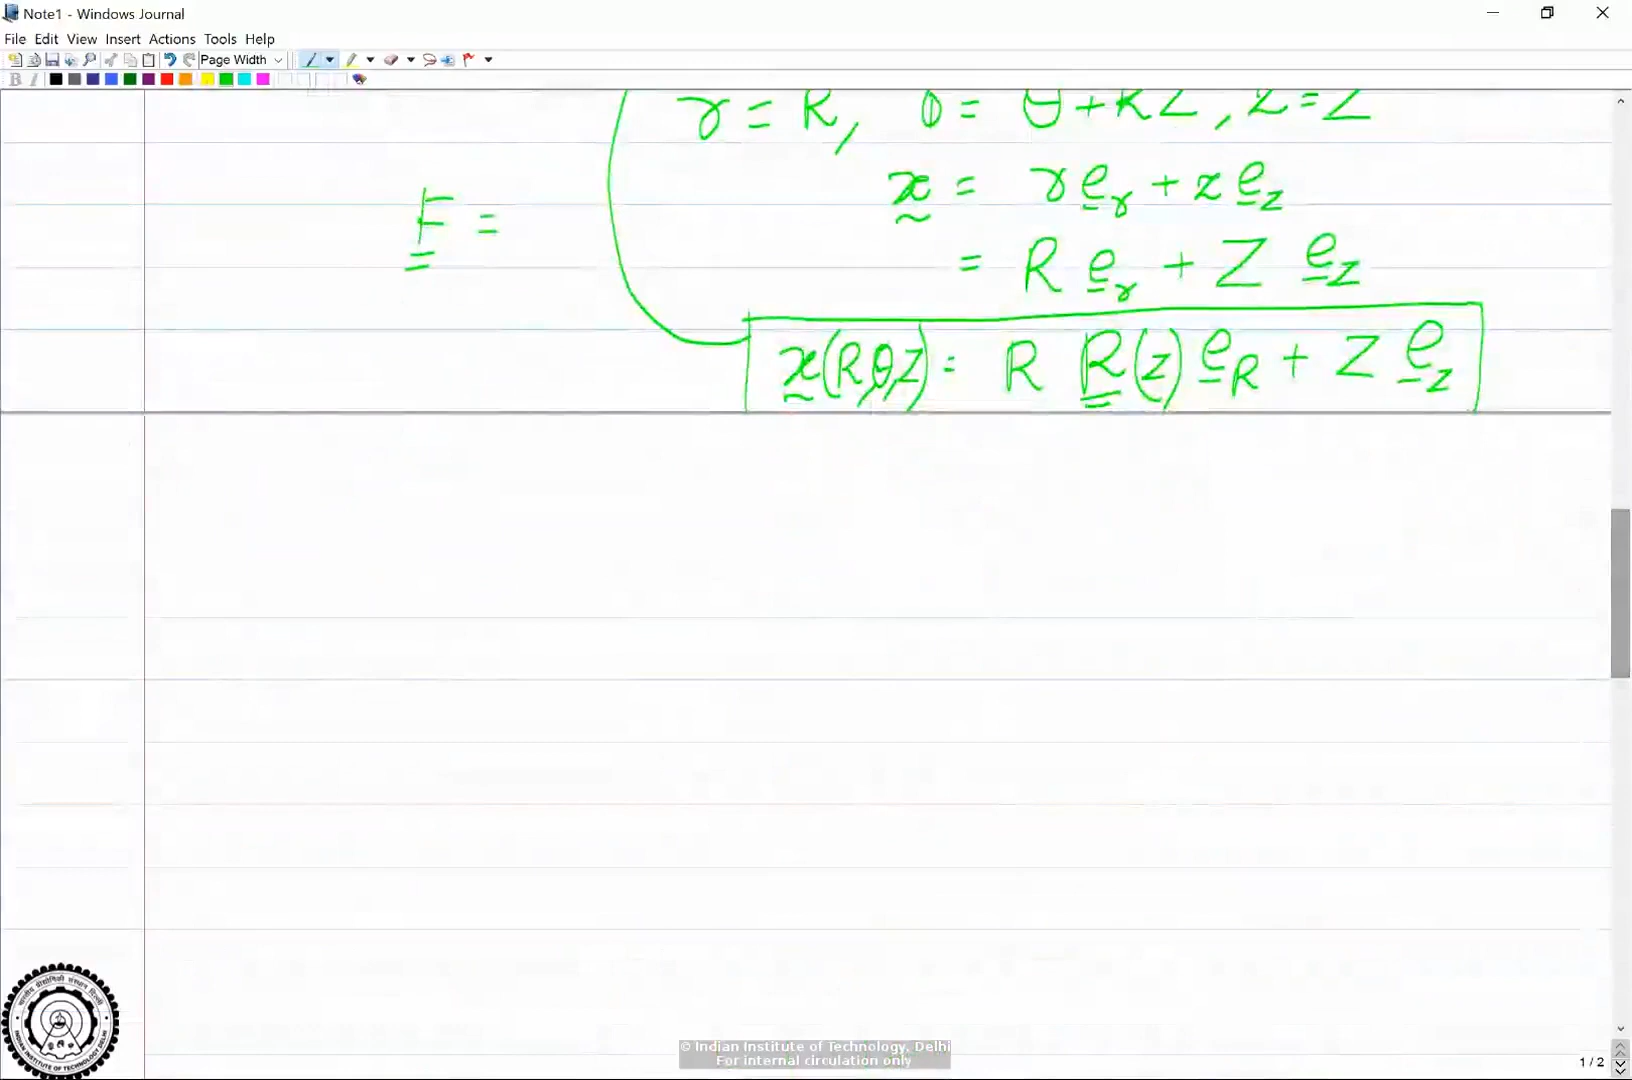 Note1 - Windows Journal
File Edit View Insert Actions Tools Help
Page Width
B I
r = R, θ = Θ + kZ, z = Z
x = r e_r + z e_z
F =
= R e_r + Z e_z
x(R,Θ,Z) = R R(z) e_R + Z e_z
© Indian Institute of Technology, Delhi
For internal circulation only
1 / 2